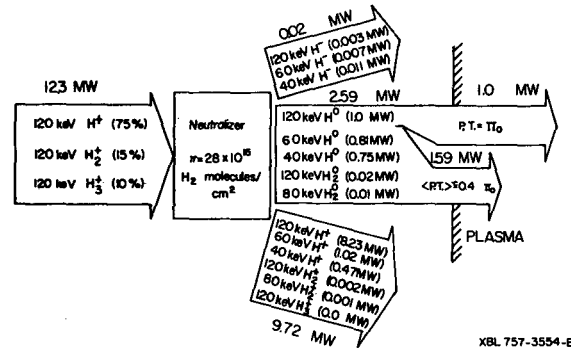 12.3 MW
120 keV H+ (75%)
120 keV H2+ (15%)
120 keV H3+ (10%)
Neutralizer
π=28 x 10^15
H2 molecules/
cm^2
0.02 MW
120 keV H- (0.003 MW)
60 keV H- (0.007 MW)
40 keV H- (0.011 MW)
2.59 MW
120 keV H0 (1.0 MW)
60 keV H0 (0.81 MW)
40 keV H0 (0.75 MW)
120 keV H20 (0.02 MW)
80 keV H20 (0.01 MW)
120 keV H+ (8.23 MW)
60 keV H+ (1.02 MW)
40 keV H+ (0.47 MW)
120 keV H2+ (0.002 MW)
80 keV H2+ (0.001 MW)
120 keV H3+ (0.0 MW)
9.72 MW
1.0 MW
P.T.= π0
1.59 MW
<P.T.>≅0.4 π0
PLASMA
XBL 757-3554-B